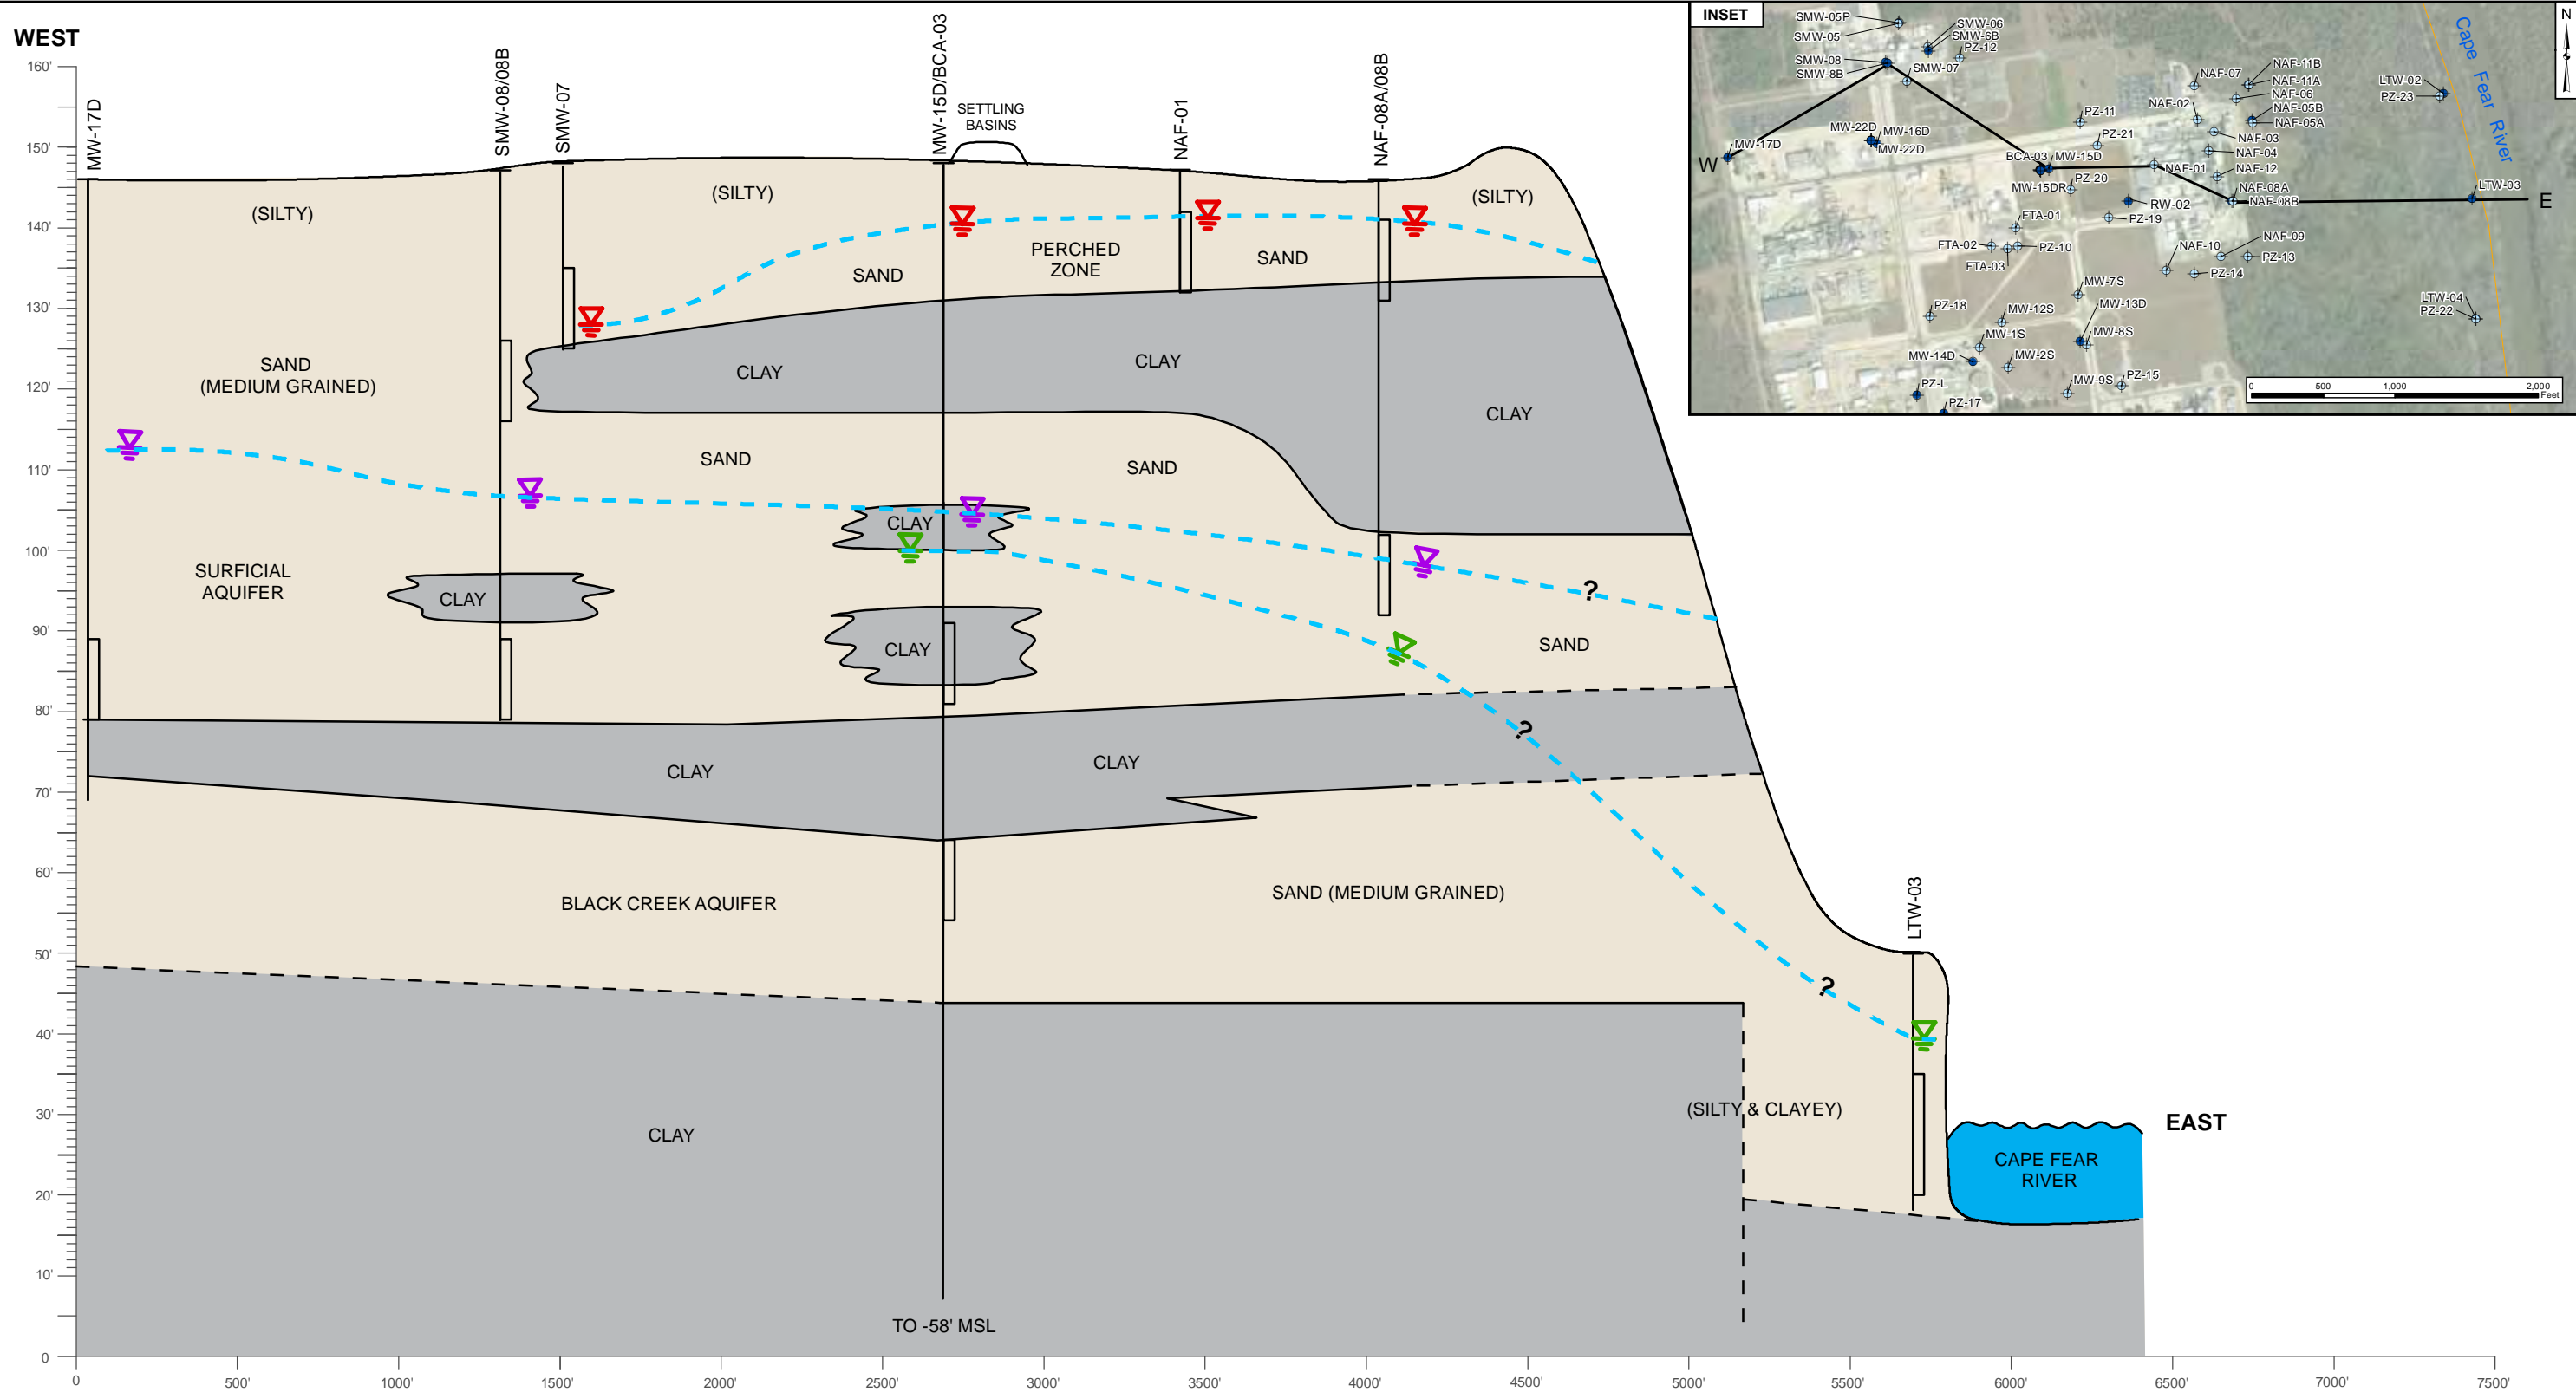 WEST
160'
150'
140'
130'
120'
110'
100'
90'
80'
70'
60'
50'
40'
30'
20'
10'
0
MW-17D
SMW-08/08B
SMW-07
MW-15D/BCA-03
SETTLING
BASINS
NAF-01
NAF-08A/08B
LTW-03
(SILTY)
(SILTY)
(SILTY)
SAND
PERCHED
ZONE
SAND
SAND
(MEDIUM GRAINED)
CLAY
CLAY
CLAY
SAND
SAND
CLAY
SURFICIAL
AQUIFER
CLAY
CLAY
?
SAND
?
CLAY
CLAY
BLACK CREEK AQUIFER
SAND (MEDIUM GRAINED)
?
(SILTY & CLAYEY)
CLAY
EAST
CAPE FEAR
RIVER
TO -58' MSL
0
500'
1000'
1500'
2000'
2500'
3000'
3500'
4000'
4500'
5000'
5500'
6000'
6500'
7000'
7500'
INSET
N
Cape Fear River
SMW-05P
SMW-05
SMW-06
SMW-6B
PZ-12
SMW-08
SMW-8B
SMW-07
NAF-07
NAF-11B
NAF-11A
NAF-06
NAF-05B
NAF-05A
LTW-02
PZ-23
NAF-02
PZ-11
NAF-03
PZ-21
NAF-04
MW-22D
MW-16D
MW-22D
MW-17D
W
BCA-03
MW-15D
NAF-01
NAF-12
MW-15DR
PZ-20
NAF-08A
NAF-08B
LTW-03
E
RW-02
PZ-19
FTA-01
FTA-02
PZ-10
FTA-03
NAF-10
NAF-09
PZ-13
PZ-14
MW-7S
MW-13D
LTW-04
PZ-22
PZ-18
MW-12S
MW-1S
MW-8S
MW-14D
MW-2S
PZ-L
MW-9S
PZ-15
PZ-17
0
500
1,000
2,000
Feet